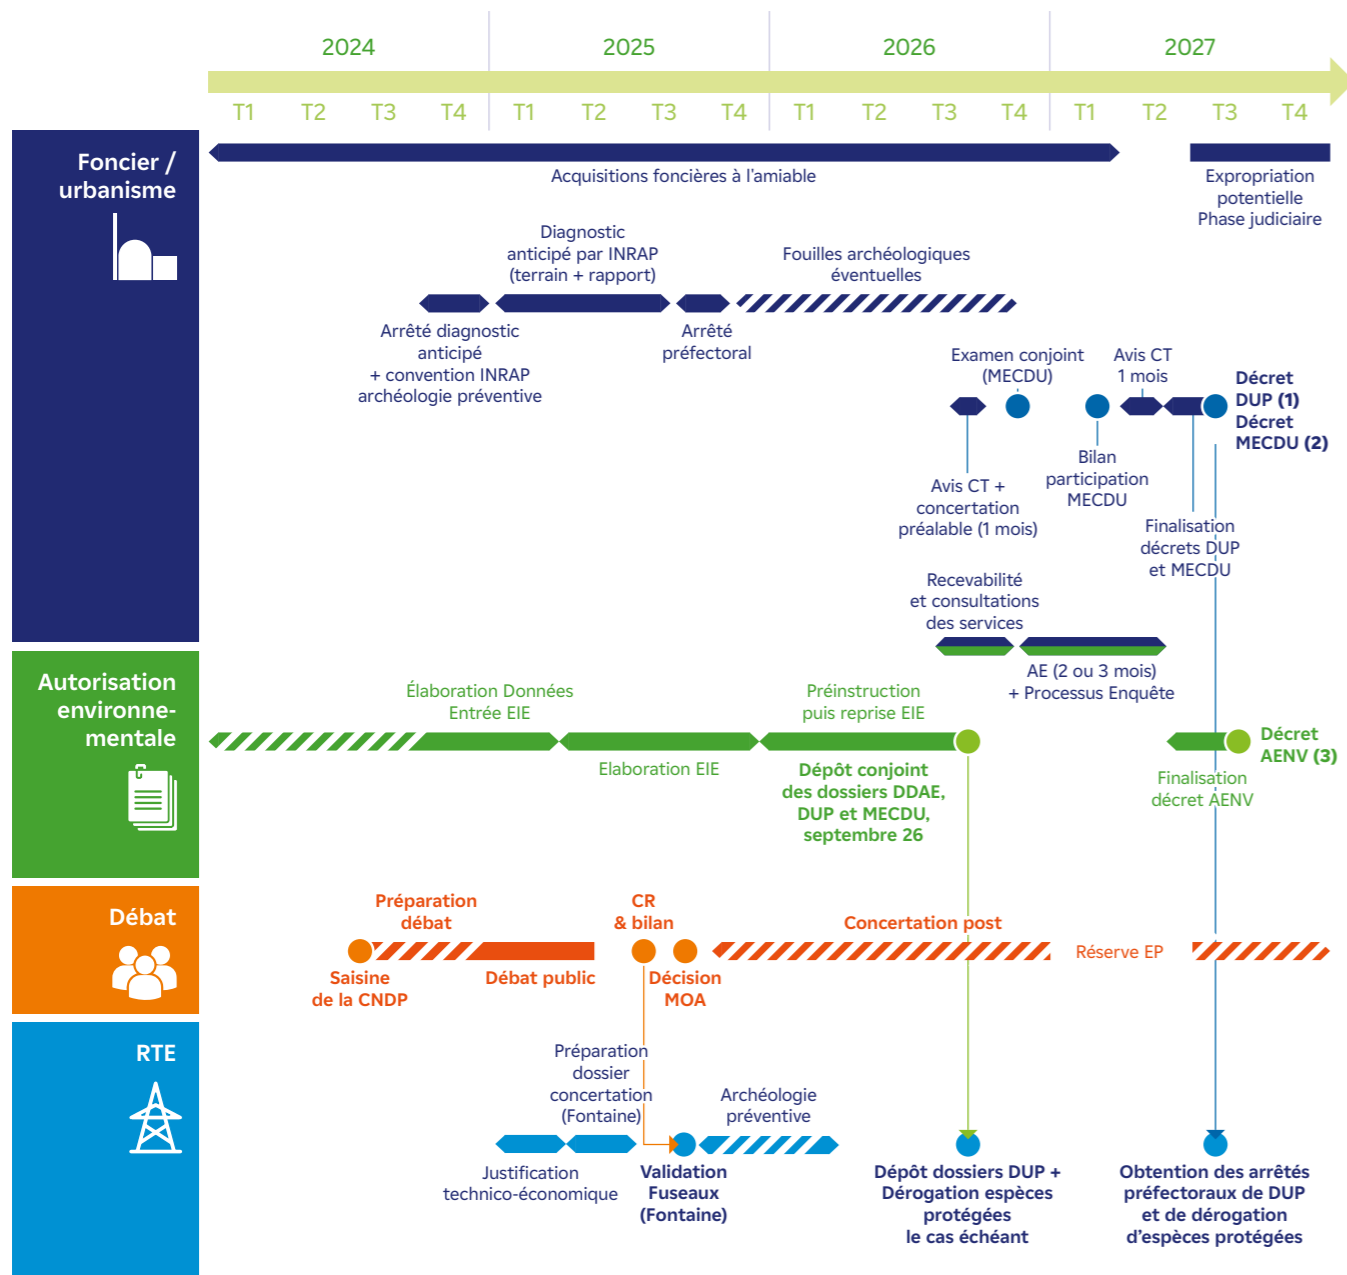 2024
2025
2026
2027
T1
T2
T3
T4
T1
T2
T3
T4
T1
T2
T3
T4
T1
T2
T3
T4
Foncier /
urbanisme
Acquisitions foncières à l'amiable
Expropriation
potentielle
Phase judiciaire
Diagnostic
anticipé par INRAP
(terrain + rapport)
Fouilles archéologiques
éventuelles
Arrêté diagnostic
anticipé
+ convention INRAP
archéologie préventive
Arrêté
préfectoral
Examen conjoint
(MECDU)
Avis CT
1 mois
Décret
DUP (1)
Décret
MECDU (2)
Avis CT +
concertation
préalable (1 mois)
Bilan
participation
MECDU
Finalisation
décrets DUP
et MECDU
Recevabilité
et consultations
des services
AE (2 ou 3 mois)
+ Processus Enquête
Autorisation
environne-
mentale
Élaboration Données
Entrée EIE
Elaboration EIE
Préinstruction
puis reprise EIE
Dépôt conjoint
des dossiers DDAE,
DUP et MECDU,
septembre 26
Décret
AENV (3)
Finalisation
décret AENV
Débat
Préparation
débat
Saisine
de la CNDP
Débat public
CR
& bilan
Décision
MOA
Concertation post
Réserve EP
RTE
Préparation
dossier
concertation
(Fontaine)
Justification
technico-économique
Validation
Fuseaux
(Fontaine)
Archéologie
préventive
Dépôt dossiers DUP +
Dérogation espèces
protégées
le cas échéant
Obtention des arrêtés
préfectoraux de DUP
et de dérogation
d'espèces protégées